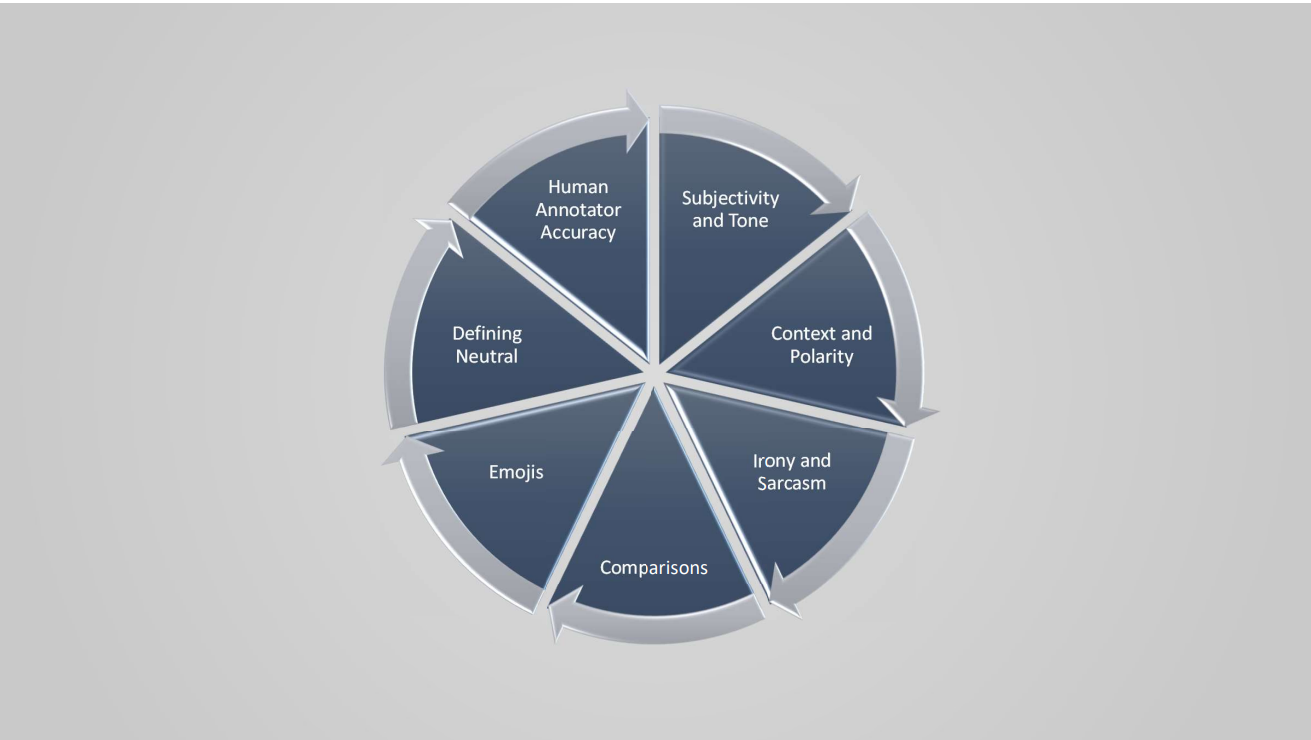 Subjectivity
and Tone
Context and
Polarity
Irony and
Sarcasm
Comparisons
Emojis
Defining
Neutral
Human
Annotator
Accuracy